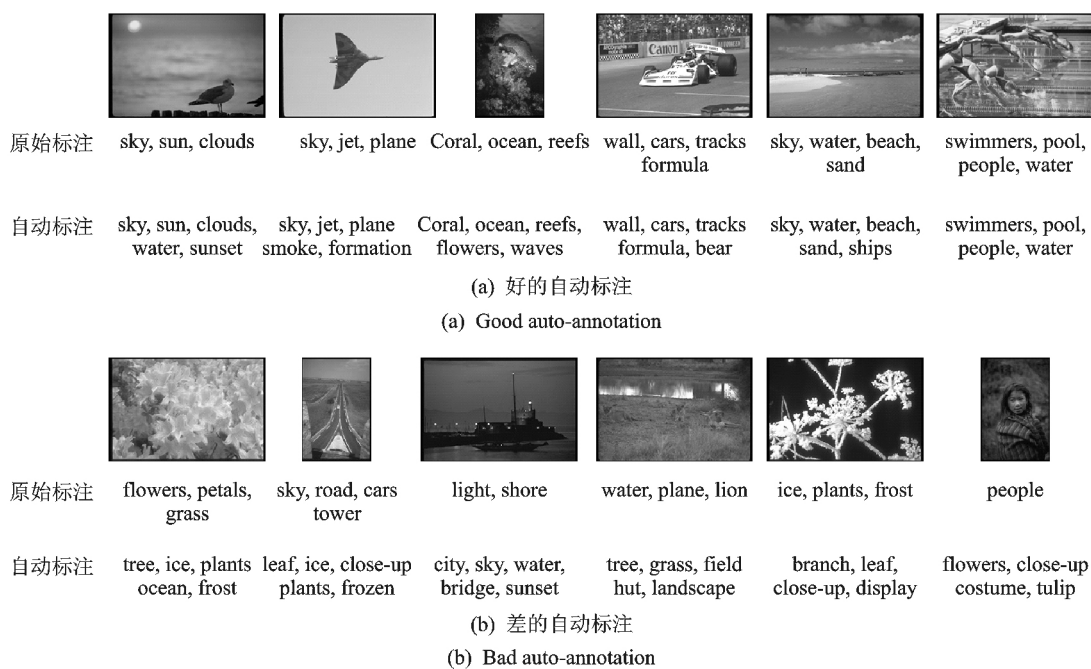 Canon
原始标注 sky, sun, clouds sky, jet, plane Coral, ocean, reefs wall, cars, tracks sky, water, beach, swimmers, pool,
formula sand people, water
自动标注 sky, sun, clouds, sky, jet, plane Coral, ocean, reefs, wall, cars, tracks sky, water, beach, swimmers, pool,
water, sunset smoke, formation flowers, waves formula, bear sand, ships people, water
(a) 好的自动标注
(a) Good auto-annotation
原始标注 flowers, petals, sky, road, cars light, shore water, plane, lion ice, plants, frost people
grass tower
自动标注 tree, ice, plants leaf, ice, close-up city, sky, water, tree, grass, field branch, leaf, flowers, close-up
ocean, frost plants, frozen bridge, sunset hut, landscape close-up, display costume, tulip
(b) 差的自动标注
(b) Bad auto-annotation